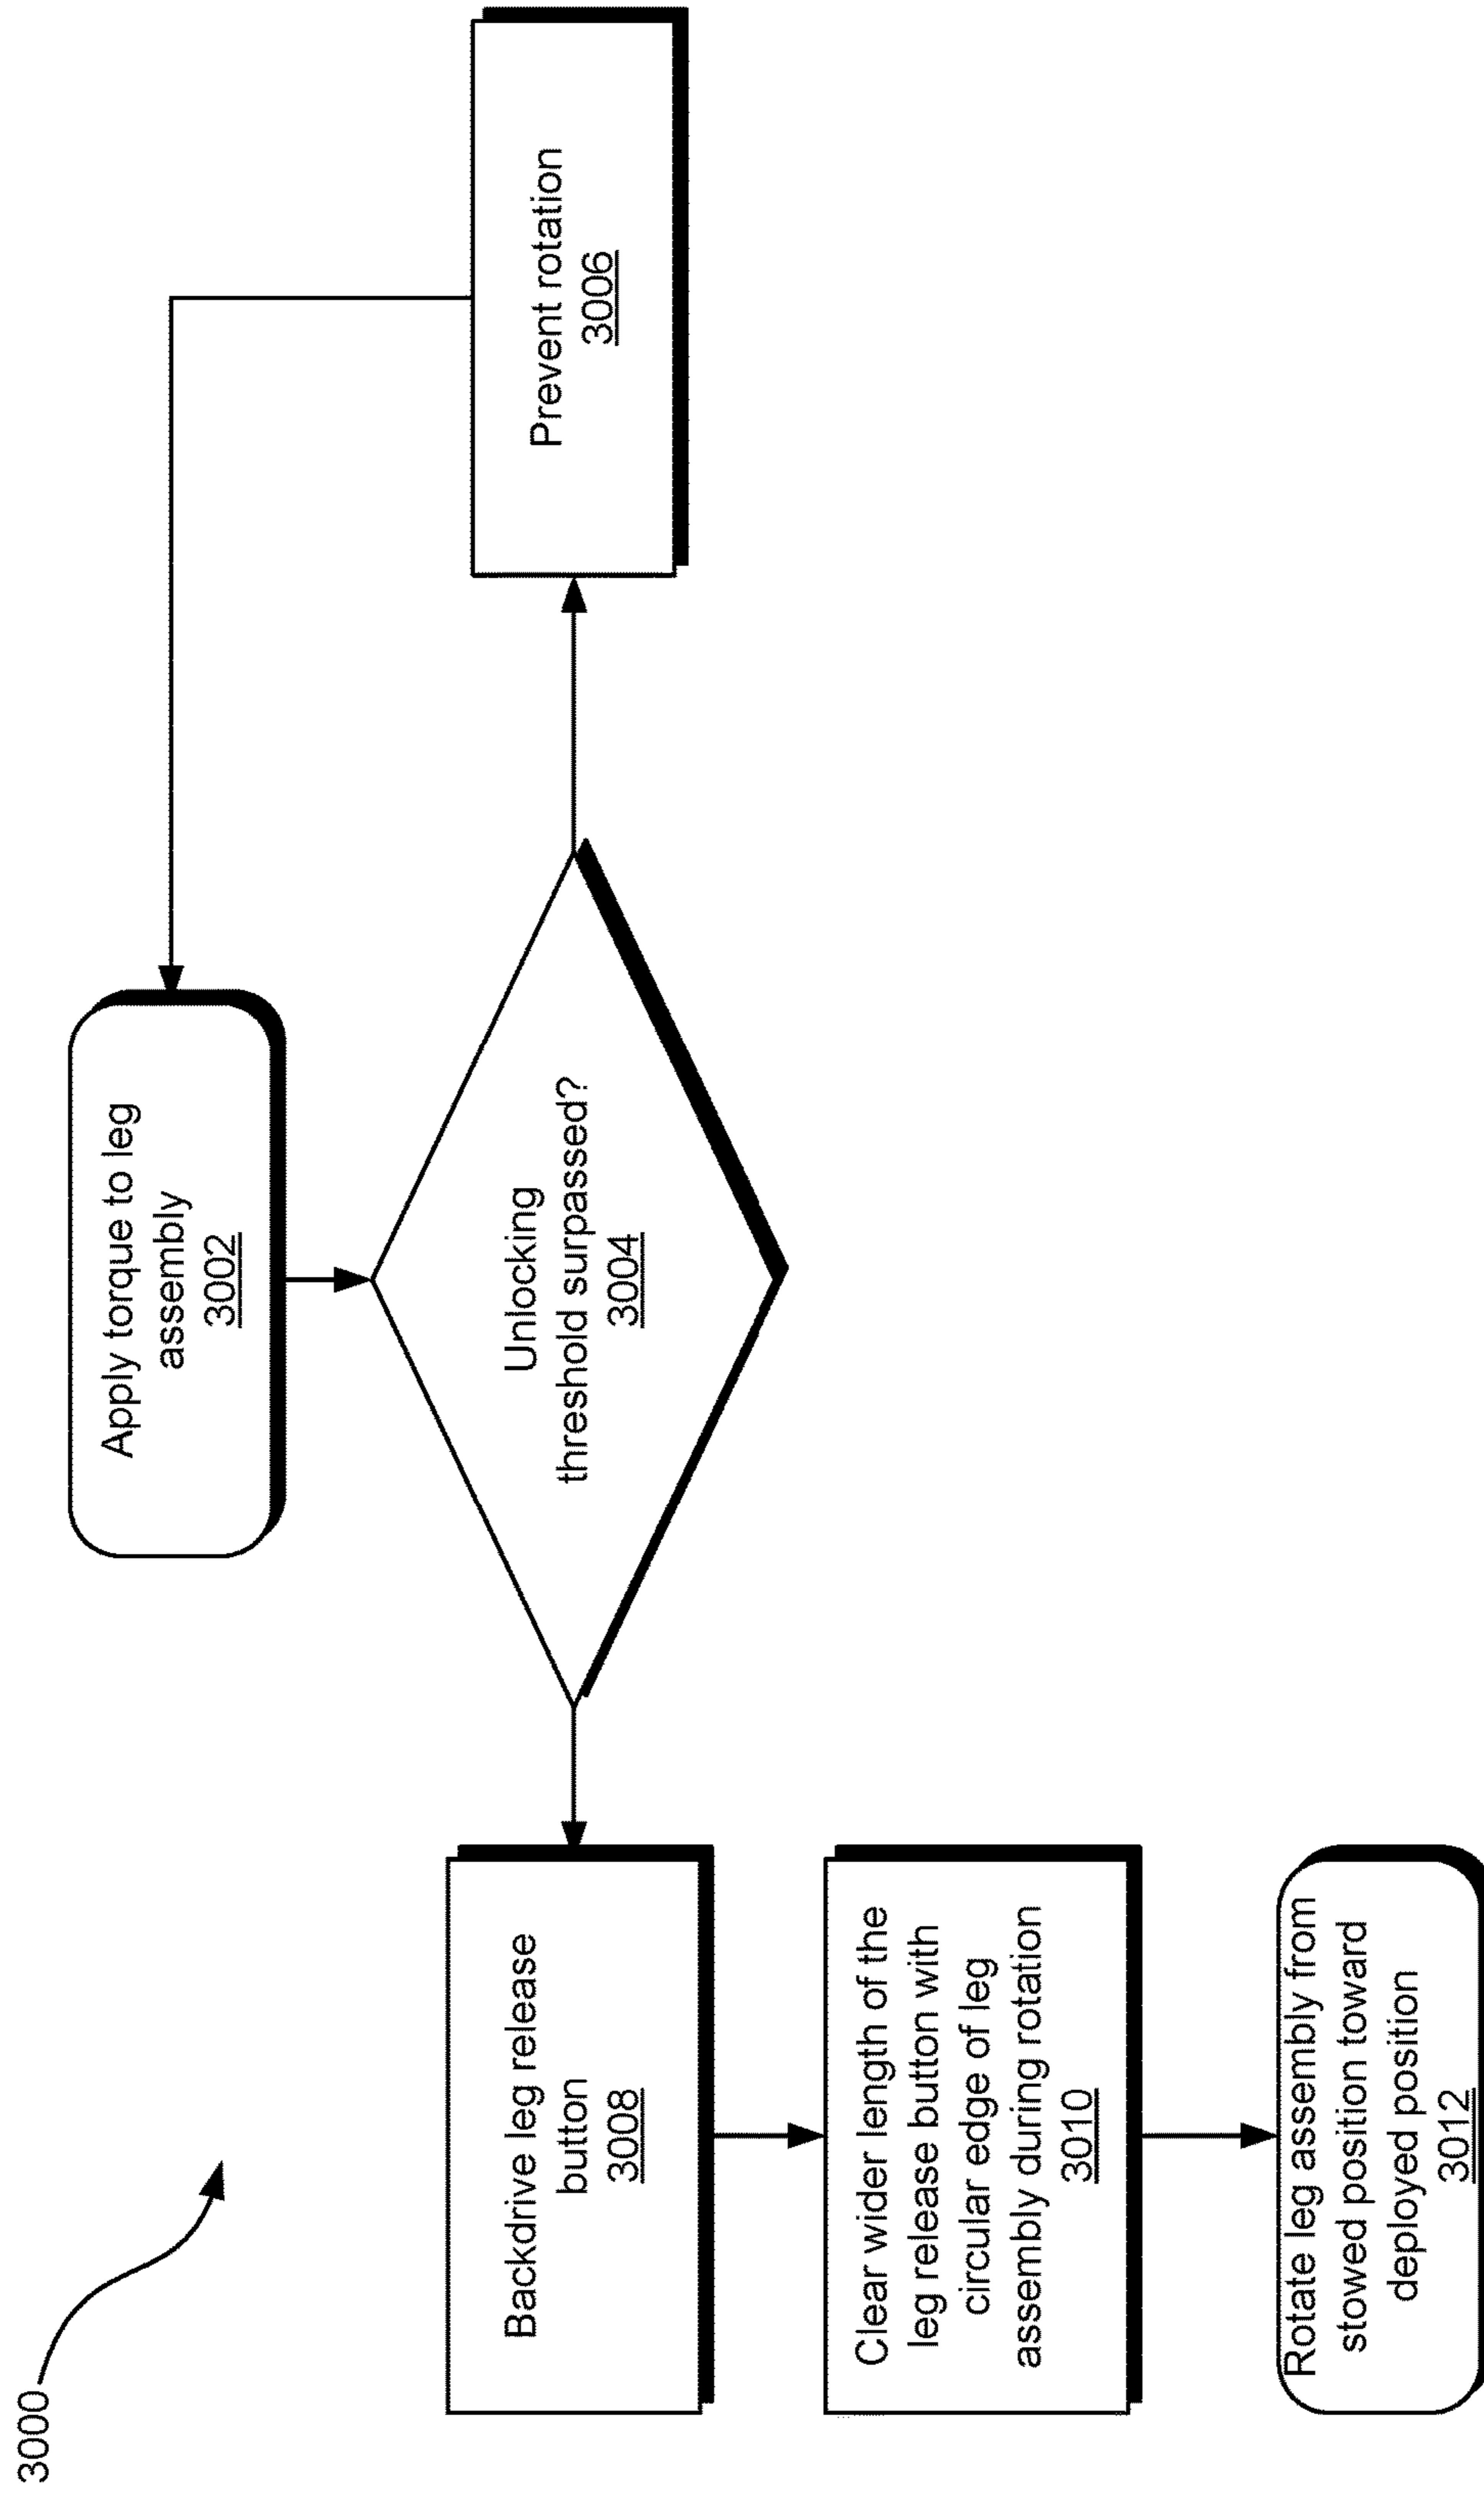 3000
Apply torque to leg
assembly
3002
Unlocking
threshold surpassed?
3004
Prevent rotation
3006
Backdrive leg release
button
3008
Clear wider length of the
leg release button with
circular edge of leg
assembly during rotation
3010
Rotate leg assembly from
stowed position toward
deployed position
3012